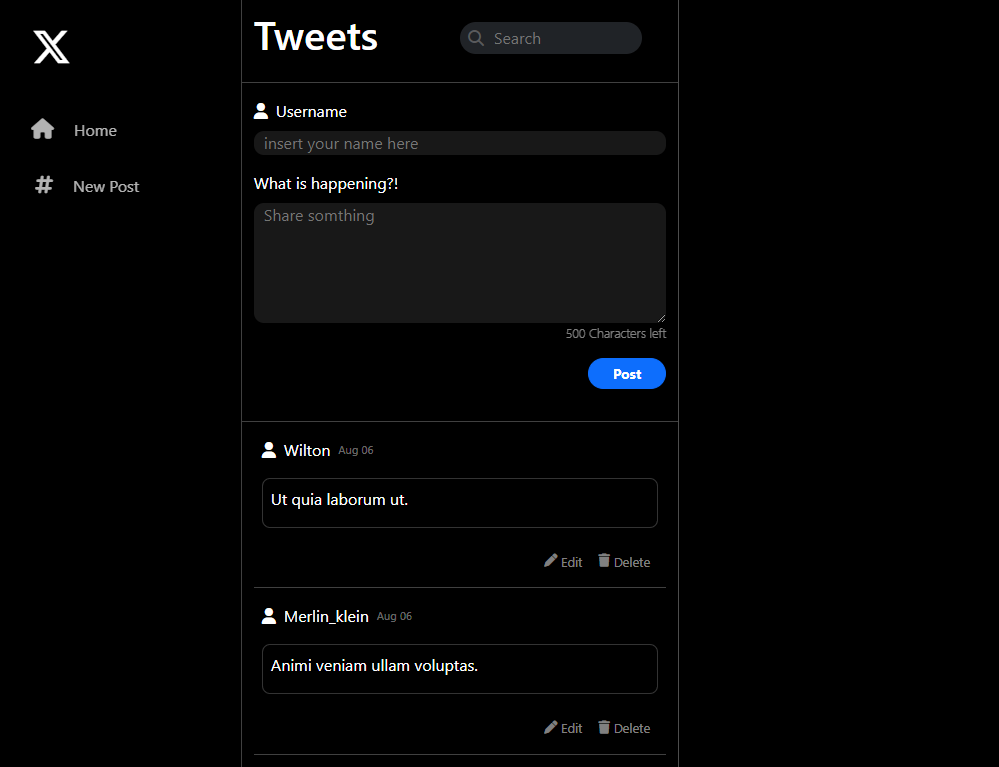 Tweets
Search
Home
New Post
Username
insert your name here
What is happening?!
Share somthing
500 Characters left
Post
Wilton Aug 06
Ut quia laborum ut.
Edit Delete
Merlin_klein Aug 06
Animi veniam ullam voluptas.
Edit Delete